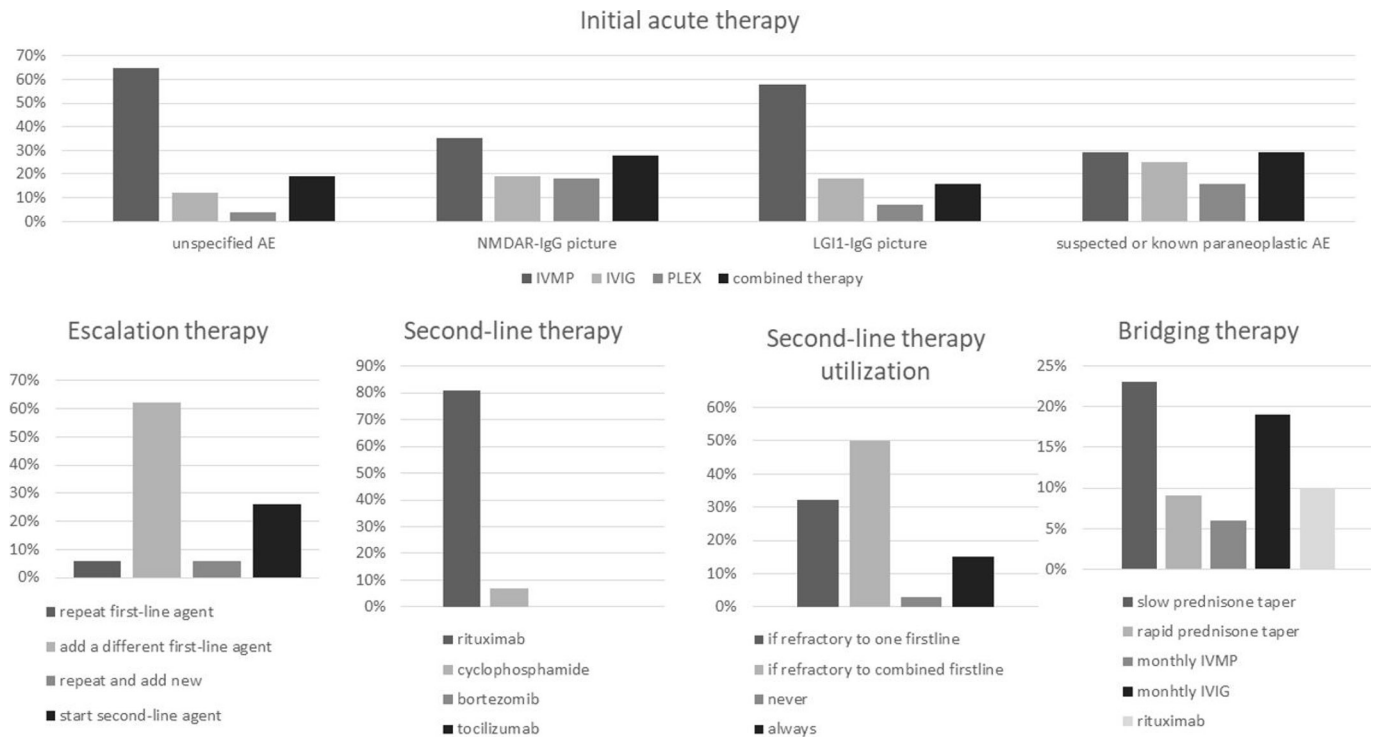 Initial acute therapy
70%
60%
50%
40%
30%
20%
10%
0%
unspecified AE
NMDAR-IgG picture
LGI1-IgG picture
suspected or known paraneoplastic AE
IVMP IVIG PLEX combined therapy
Escalation therapy
70%
60%
50%
40%
30%
20%
10%
0%
repeat first-line agent
add a different first-line agent
repeat and add new
start second-line agent
Second-line therapy
90%
80%
70%
60%
50%
40%
30%
20%
10%
0%
rituximab
cyclophosphamide
bortezomib
tocilizumab
Second-line therapy
utilization
60%
50%
40%
30%
20%
10%
0%
if refractory to one firstline
if refractory to combined firstline
never
always
Bridging therapy
25%
20%
15%
10%
5%
0%
slow prednisone taper
rapid prednisone taper
monthly IVMP
monhtly IVIG
rituximab